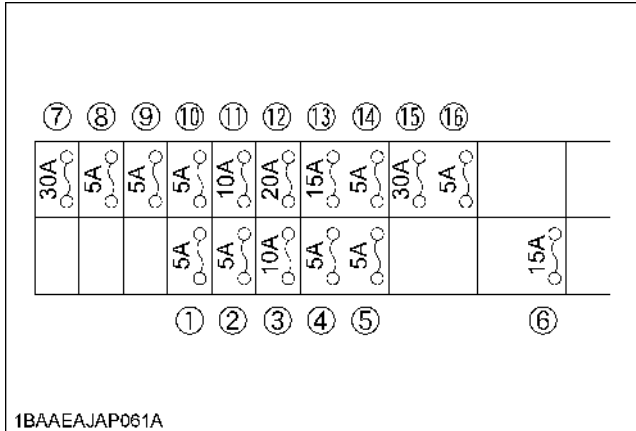 ⑦ ⑧ ⑨ ⑩ ⑪ ⑫ ⑬ ⑭ ⑮ ⑯
30A 5A 5A 5A 10A 20A 15A 5A 30A 5A
5A 5A 10A 5A 5A 15A
① ② ③ ④ ⑤ ⑥
1BAAEAJAP061A